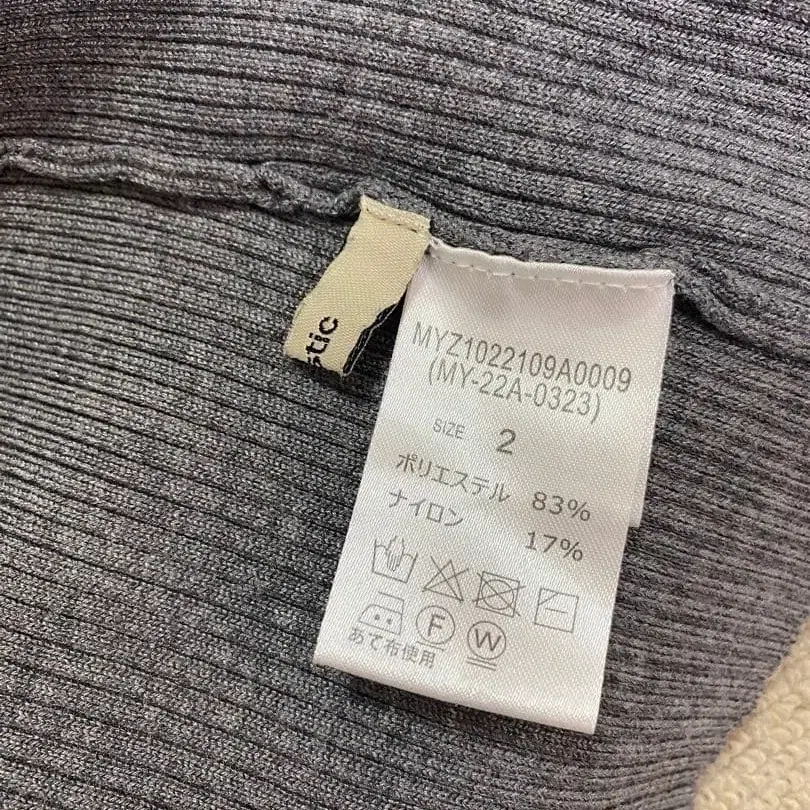 stic
MYZ1022109A0009
(MY-22A-0323)
SIZE 2
ポリエステル 83%
ナイロン 17%
F W
あて布使用